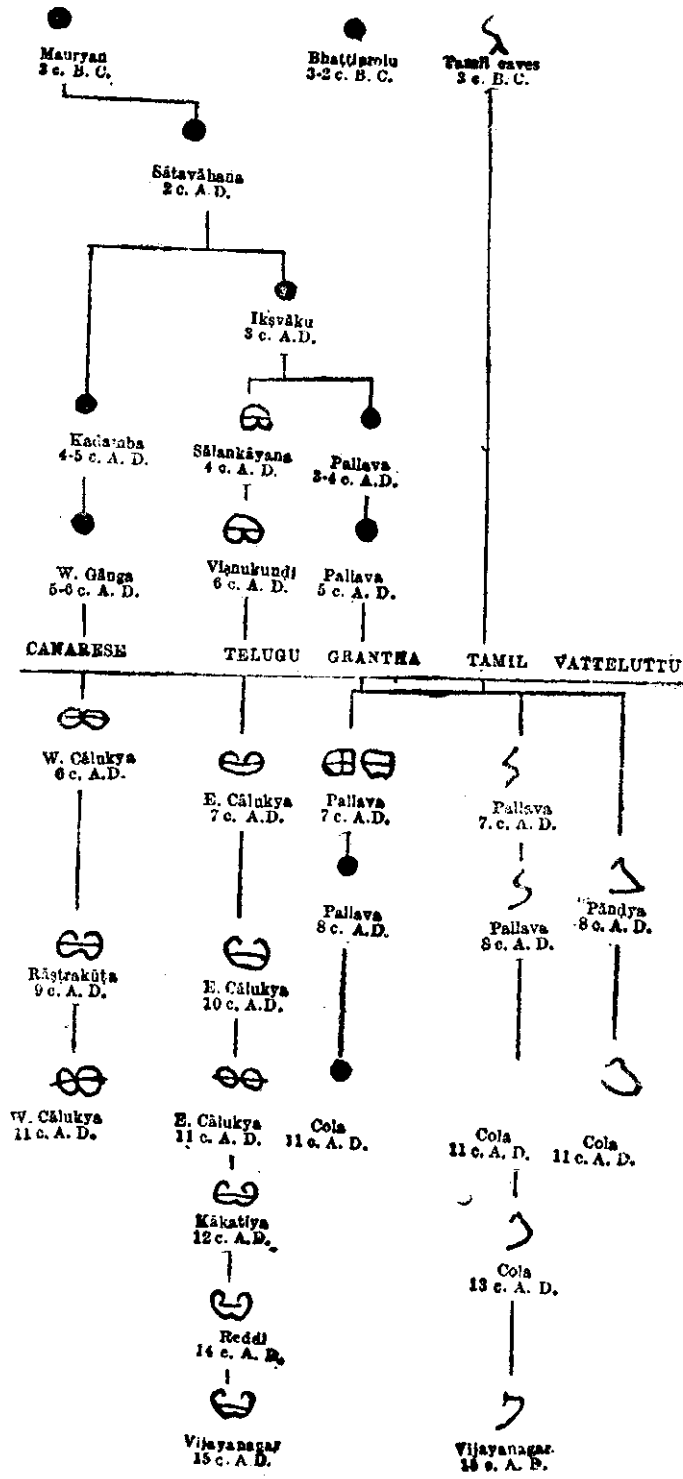 Mauryan
3 c. B. C.
Bhaṭṭiprolu
3-2 c. B. C.
Tamil caves
3 c. B. C.
Sātavāhana
2 c. A. D.
Ikṣvāku
3 c. A.D.
Kadamba
4-5 c. A. D.
Sālankāyana
4 c. A. D.
Pallava
3-4 c. A.D.
W. Gānga
5-6 c. A. D.
Viṣnukundi
6 c. A. D.
Pallava
5 c. A. D.
CANARESE TELUGU GRANTHA TAMIL VATTELUTTU
W. Cālukya
6 c. A.D.
E. Cālukya
7 c. A.D.
Pallava
7 c. A.D.
Pallava
7. c. A. D.
Pallava
8 c. A.D.
Pallava
8 c. A. D.
Pāndya
8 c. A. D.
Rāṣtrakūṭa
9 c. A. D.
E. Cālukya
10 c. A. D.
W. Cālukya
11 c. A. D.
E. Cālukya
11 c. A. D.
Cola
11 c. A. D.
Cola
11 c. A. D.
Cola
11 c. A. D.
Kākatiya
12 c. A. D.
Cola
13 c. A. D.
Reddi
14 c. A. D.
Vijayanagar
15 c. A. D.
Vijayanagar.